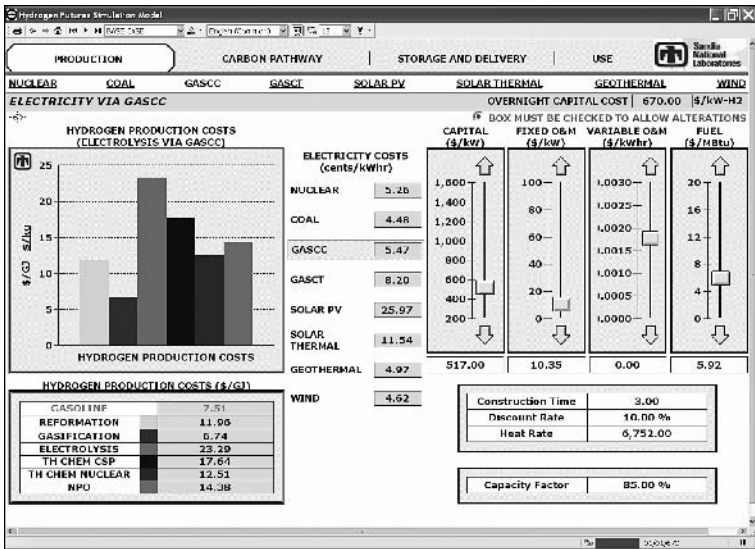 Hydrogen Futures Simulation Model
BASE CASE
PRODUCTION
CARBON PATHWAY
STORAGE AND DELIVERY
USE
Sandia
National
Laboratories
NUCLEAR COAL GASCC GASCT SOLAR PV SOLAR THERMAL GEOTHERMAL WIND
ELECTRICITY VIA GASCC
OVERNIGHT CAPITAL COST 670.00 $/kW-H2
BOX MUST BE CHECKED TO ALLOW ALTERATIONS
HYDROGEN PRODUCTION COSTS
(ELECTROLYSIS VIA GASCC)
25
20
15
10
5
0
$/GJ $/kg
HYDROGEN PRODUCTION COSTS
ELECTRICITY COSTS
(cents/kWhr)
NUCLEAR 5.26
COAL 4.48
GASCC 5.47
GASCT 8.20
SOLAR PV 25.97
SOLAR
THERMAL 11.54
GEOTHERMAL 4.97
WIND 4.62
CAPITAL
($/kW)
1,600
1,400
1,200
1,000
800
600
400
200
517.00
FIXED O&M
($/kW)
100
80
60
40
20
0
10.35
VARIABLE O&M
($/kWhr)
.0030
.0025
.0020
.0015
.0010
.0005
.0000
0.00
FUEL
($/MBtu)
20
16
12
8
4
0
5.92
HYDROGEN PRODUCTION COSTS ($/GJ)
GASOLINE 7.51
REFORMATION 11.96
GASIFICATION 6.74
ELECTROLYSIS 23.29
TH CHEM CSP 17.64
TH CHEM NUCLEAR 12.51
NPO 14.38
Construction Time 3.00
Discount Rate 10.00 %
Heat Rate 6,752.00
Capacity Factor 85.00 %